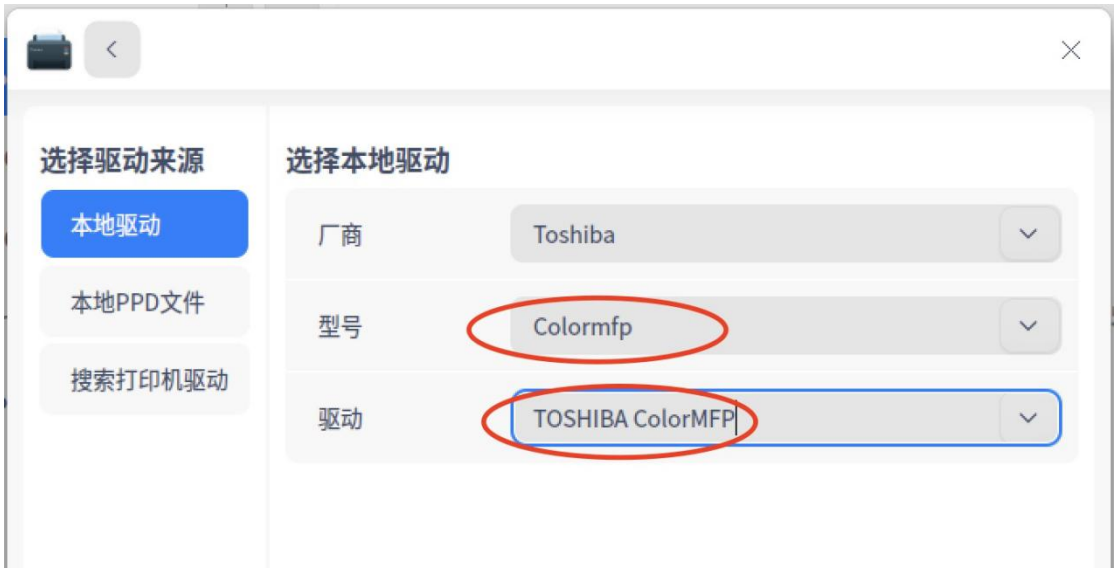 选择驱动来源
本地驱动
本地PPD文件
搜索打印机驱动
选择本地驱动
厂商
Toshiba
型号
Colormfp
驱动
TOSHIBA ColorMFP